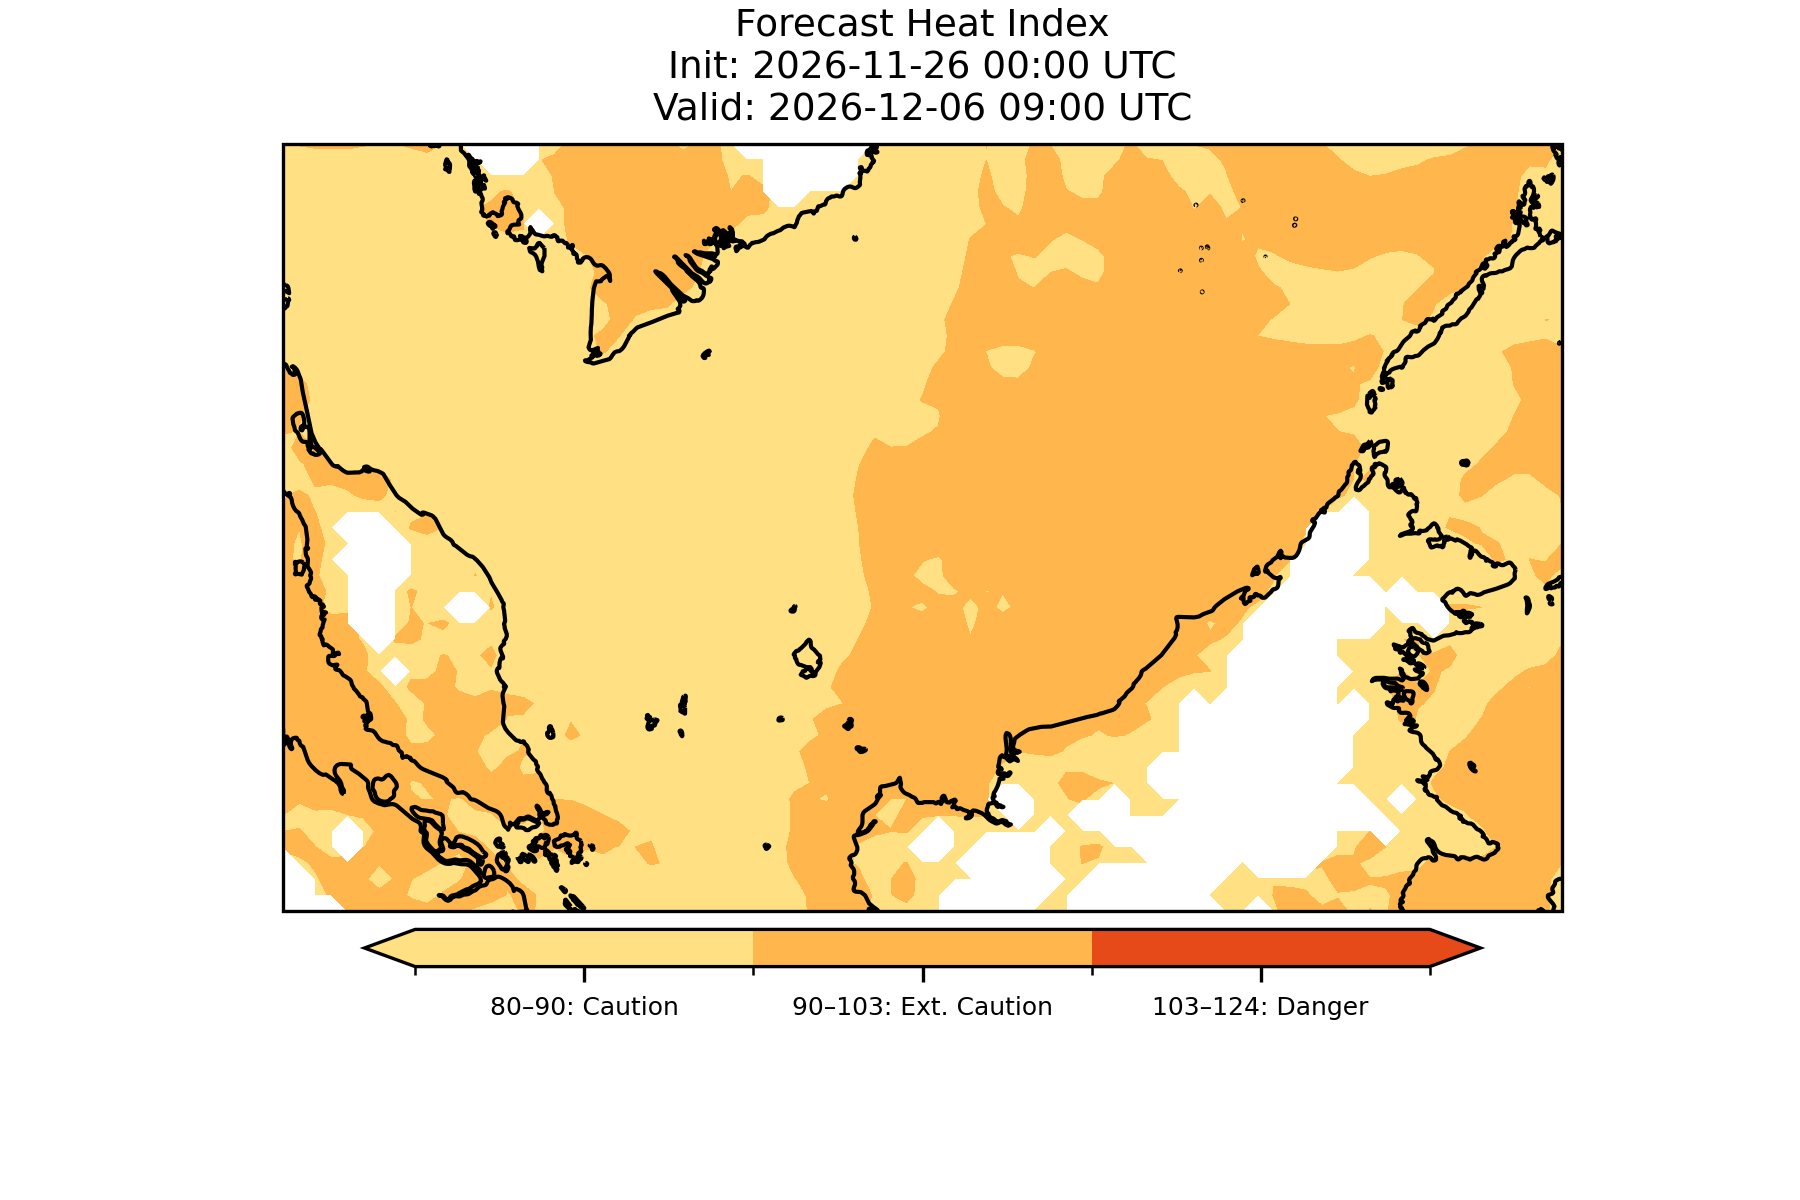 Forecast Heat Index
Init: 2026-11-26 00:00 UTC
Valid: 2026-12-06 09:00 UTC
80–90: Caution
90–103: Ext. Caution
103–124: Danger